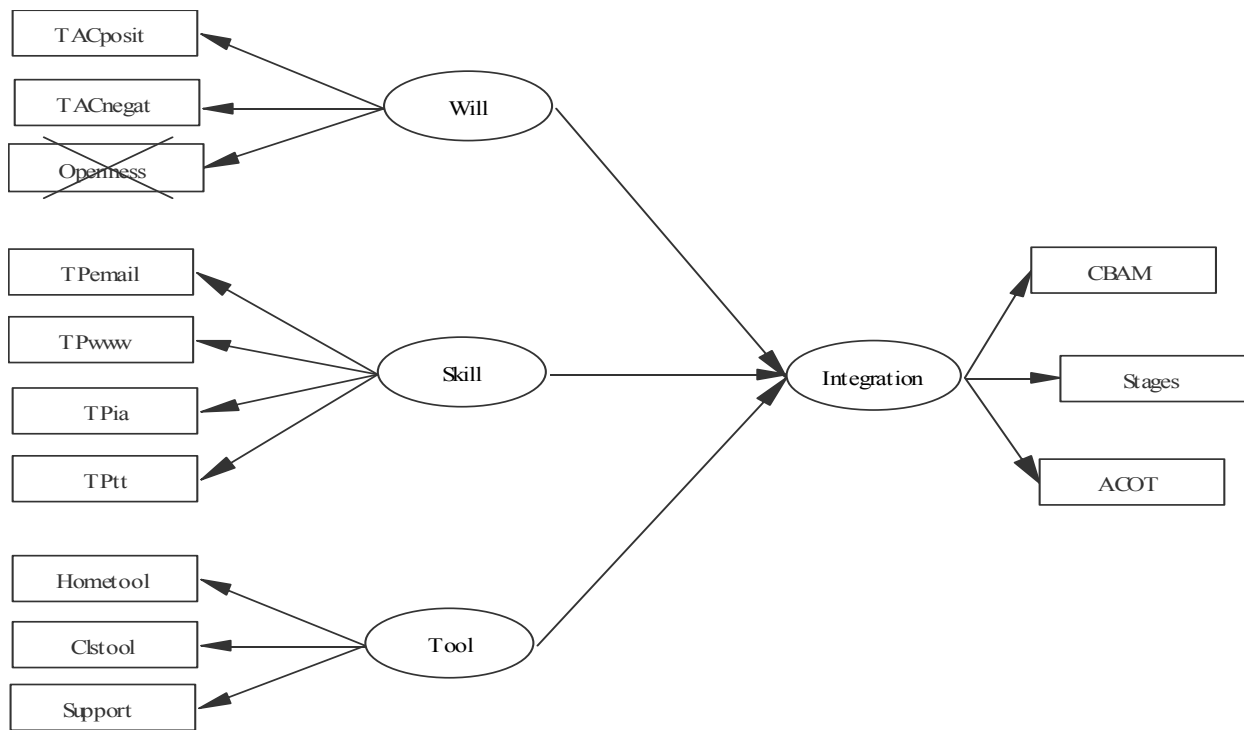 TACposit
TACnegat
Openness
Will
TPemail
TPwww
TPia
TPtt
Skill
Hometool
Clstool
Support
Tool
Integration
CBAM
Stages
ACOT